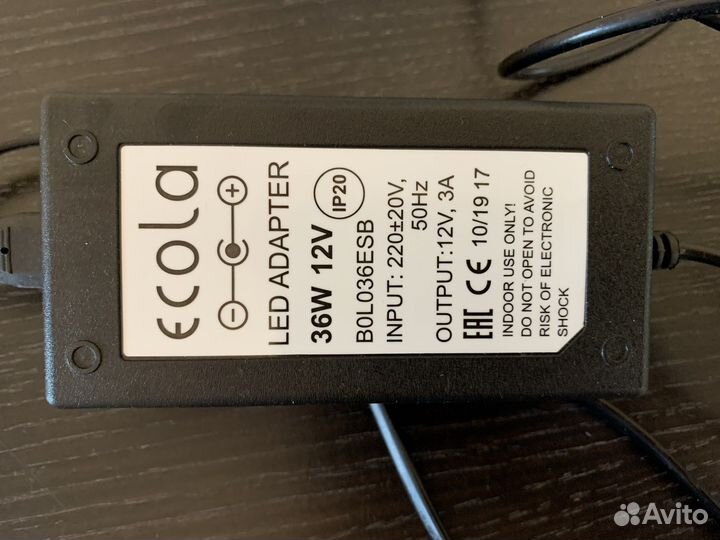 ecola
- +
LED ADAPTER
36W 12V IP20
B0L036ESB
INPUT: 220±20V,
50Hz
OUTPUT:12V, 3A
EAC CE 10/19 17
INDOOR USE ONLY!
DO NOT OPEN TO AVOID
RISK OF ELECTRONIC
SHOCK
Avito